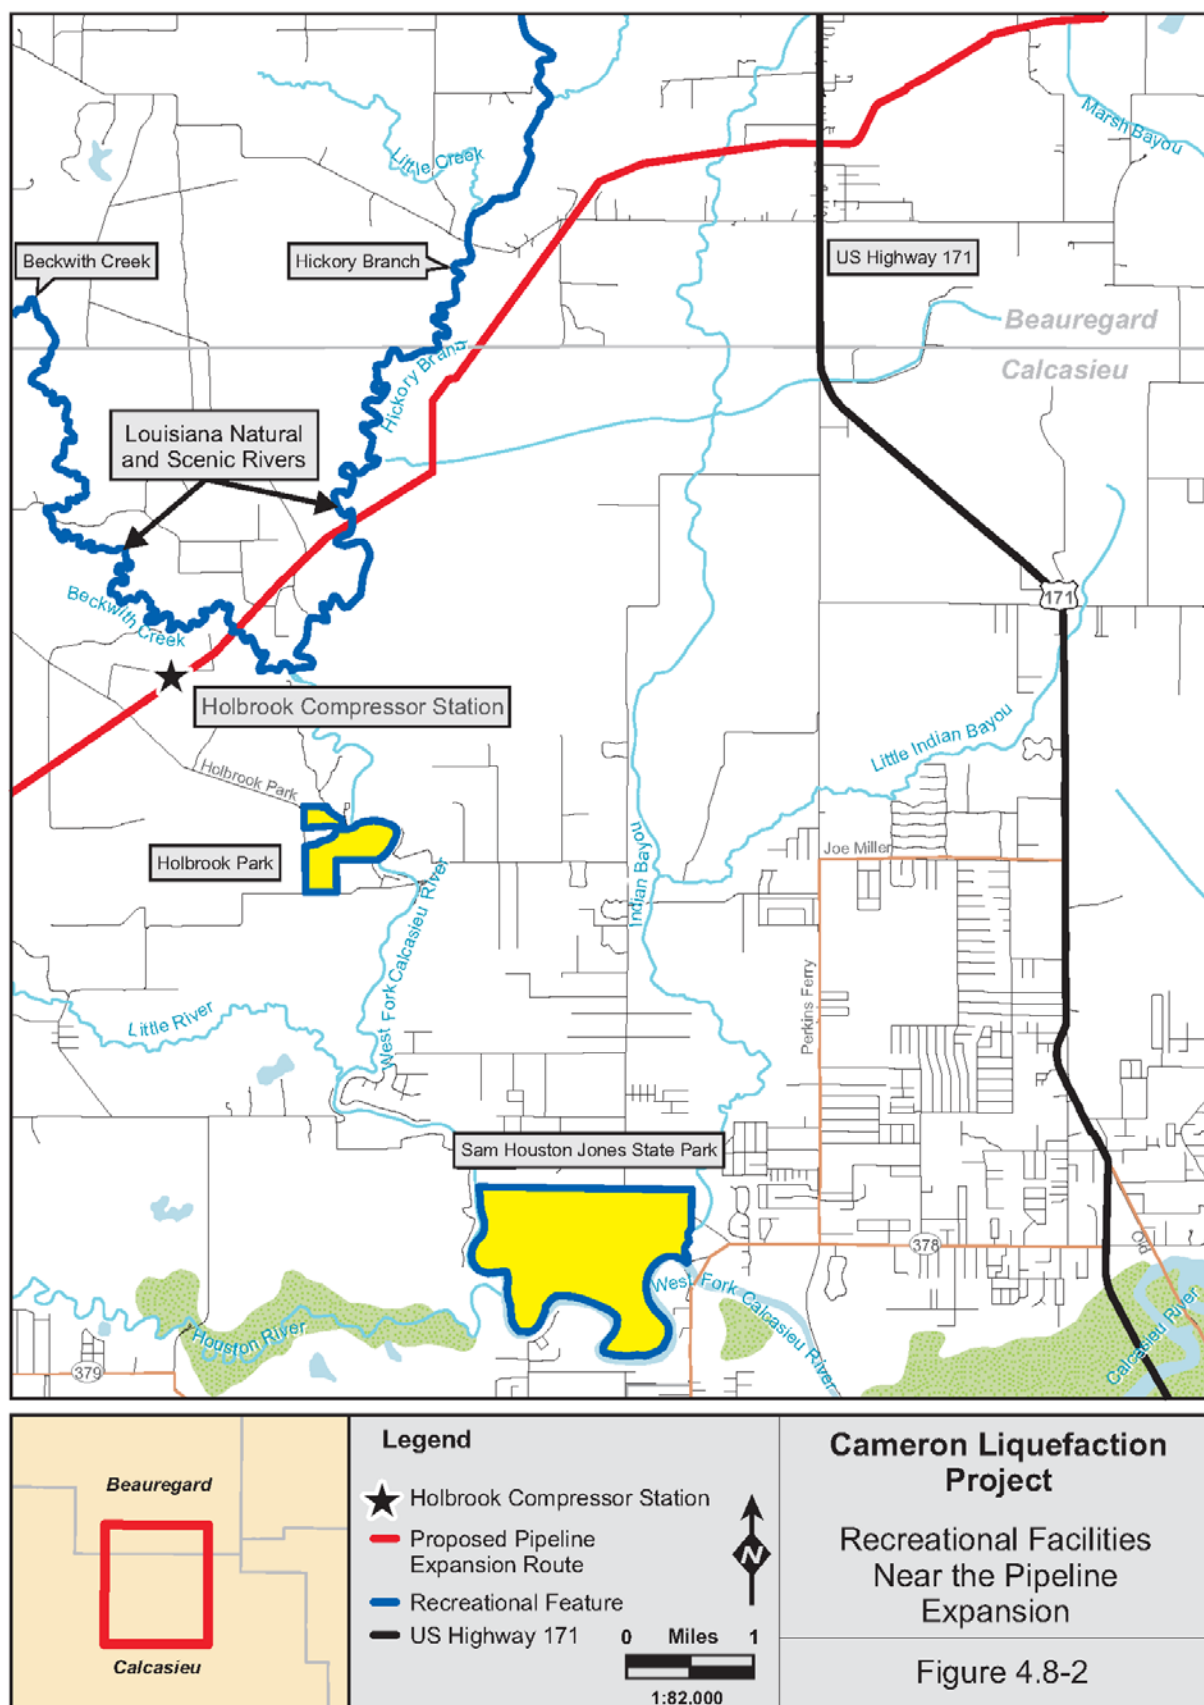 Little Creek
Marsh Bayou
Beckwith Creek
Hickory Branch
US Highway 171
Beauregard
Calcasieu
Hickory Branch
Louisiana Natural
and Scenic Rivers
171
Beckwith Creek
Holbrook Compressor Station
Little Indian Bayou
Holbrook Park
Joe Miller
Holbrook Park
Indian Bayou
West Fork Calcasieu River
Perkins Ferry
Little River
Sam Houston Jones State Park
378
Old
West Fork Calcasieu River
Houston River
Calcasieu River
379
Beauregard
Calcasieu
Legend
Holbrook Compressor Station
Proposed Pipeline
Expansion Route
Recreational Feature
US Highway 171
N
0 Miles 1
1:82,000
Cameron Liquefaction
Project
Recreational Facilities
Near the Pipeline
Expansion
Figure 4.8-2